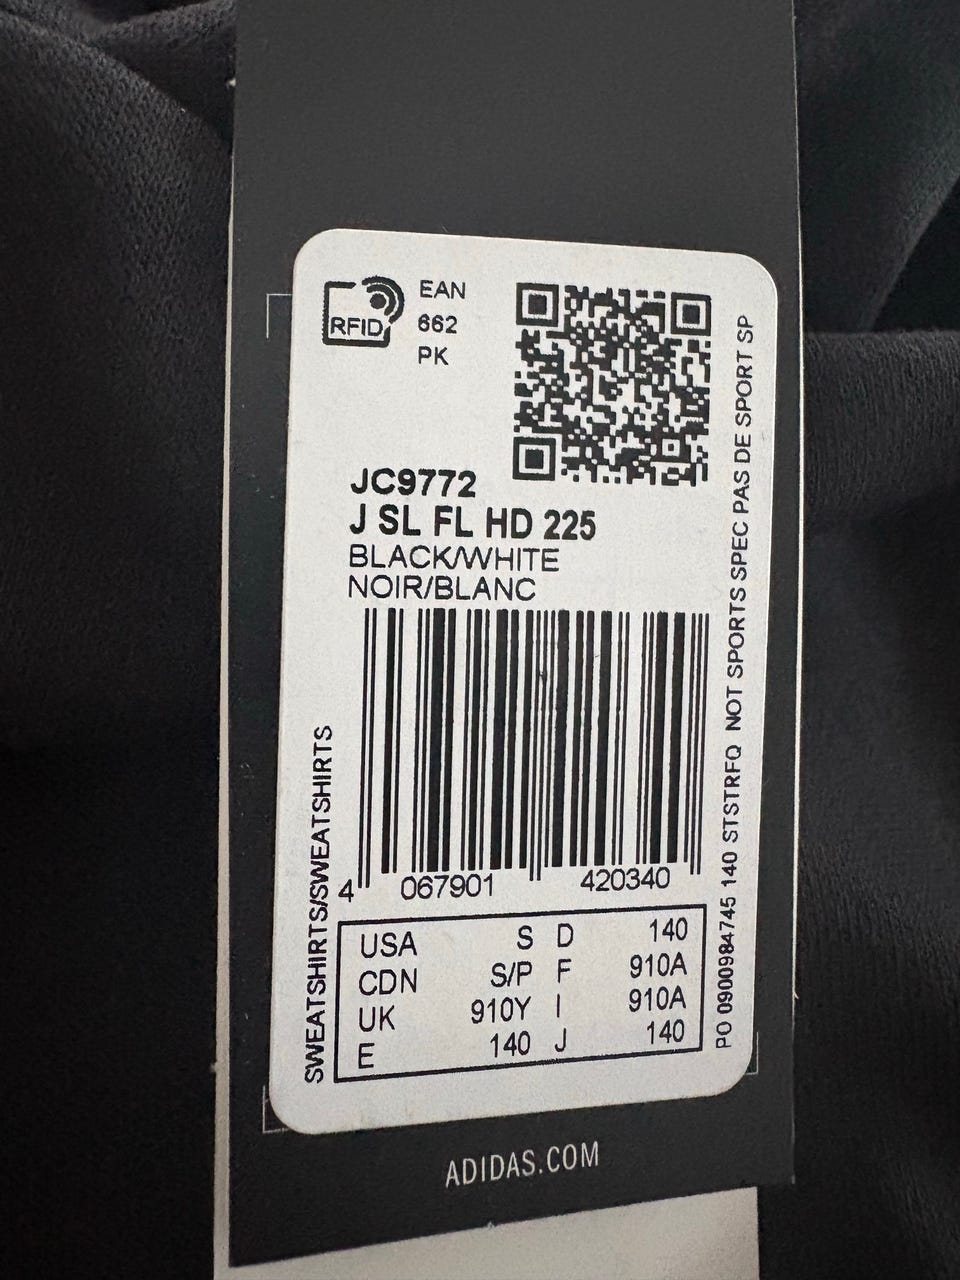 RFID
EAN
662
PK
JC9772
J SL FL HD 225
BLACK/WHITE
NOIR/BLANC
4 067901 420340
SWEATSHIRTS/SWEATSHIRTS
PO 0900984745 140 STSTRFQ NOT SPORTS SPEC PAS DE SPORT SP
USA S D 140
CDN S/P F 910A
UK 910Y I 910A
E 140 J 140
ADIDAS.COM